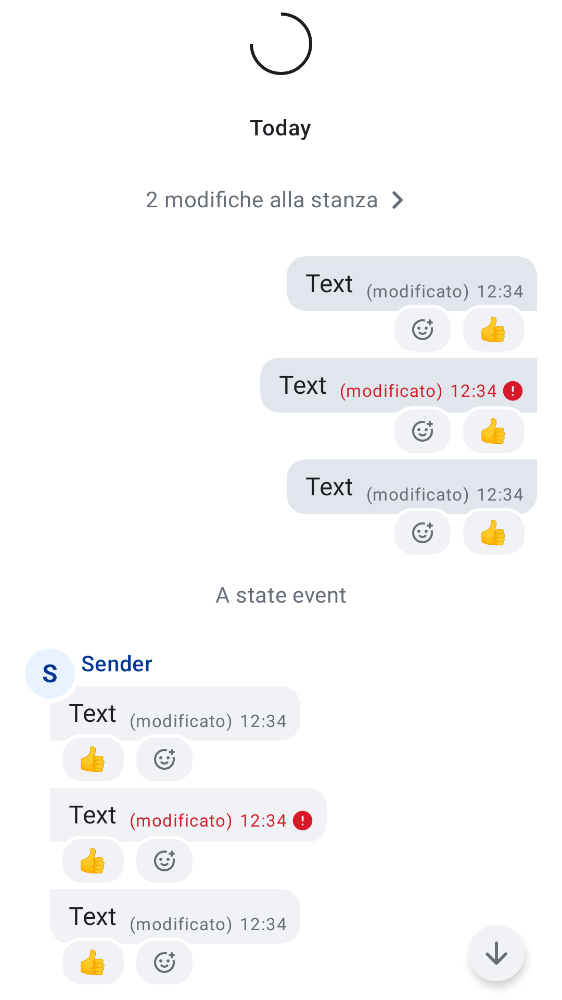 Today
2 modifiche alla stanza
Text (modificato) 12:34
👍
Text (modificato) 12:34
👍
Text (modificato) 12:34
👍
A state event
S Sender
Text (modificato) 12:34
👍
Text (modificato) 12:34
👍
Text (modificato) 12:34
👍